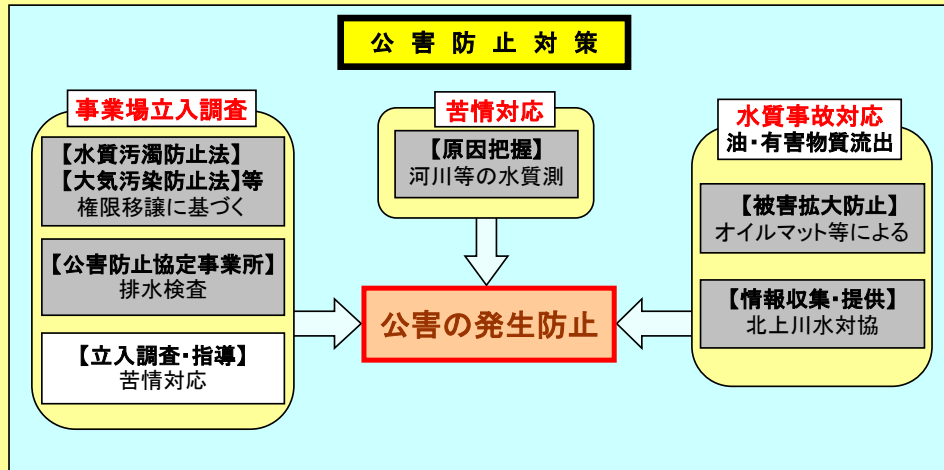 公害防止対策
事業場立入調査
【水質汚濁防止法】
【大気汚染防止法】等
権限移譲に基づく
【公害防止協定事業所】
排水検査
【立入調査・指導】
苦情対応
苦情対応
【原因把握】
河川等の水質測
水質事故対応
油・有害物質流出
【被害拡大防止】
オイルマット等による
【情報収集・提供】
北上川水対協
公害の発生防止